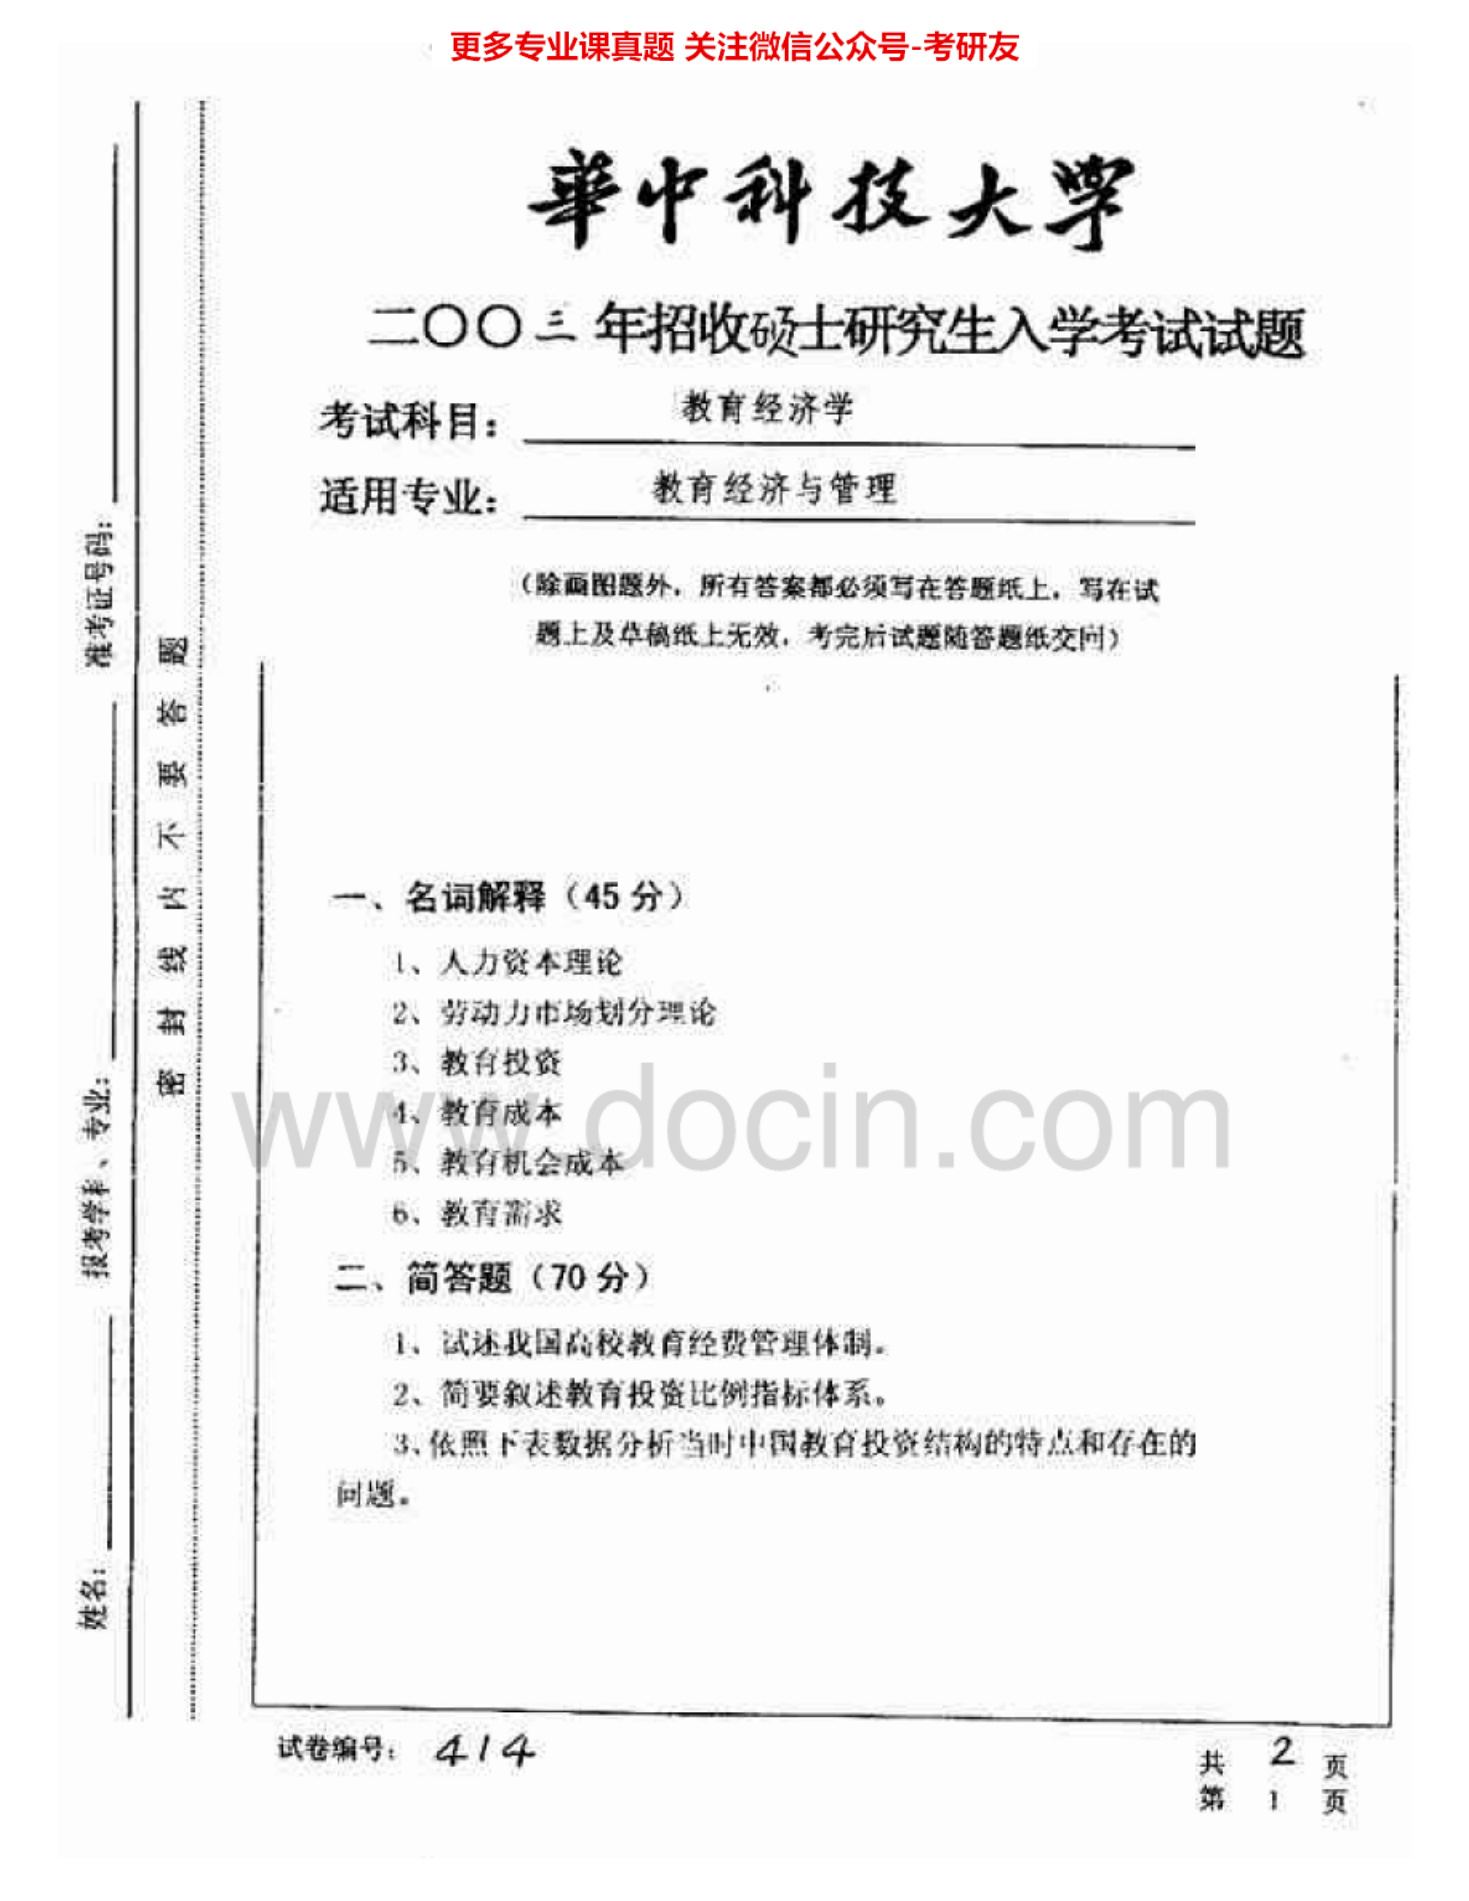 更多专业课真题 关注微信公众号-考研友
華中科技大学
二〇〇三年招收硕士研究生入学考试试题
考试科目： 教育经济学
适用专业： 教育经济与管理
（除画图题外，所有答案都必须写在答题纸上，写在试
题上及草稿纸上无效，考完后试题随答题纸交回）
准考证号码：
报考学科、专业：
姓名：
密封线内不要答题
一、名词解释（45 分）
1、人力资本理论
2、劳动力市场划分理论
3、教育投资
4、教育成本
5、教育机会成本
6、教育需求
www.docin.com
二、简答题（70 分）
1、试述我国高校教育经费管理体制。
2、简要叙述教育投资比例指标体系。
3、依照下表数据分析当时中国教育投资结构的特点和存在的
问题。
试卷编号： 414
共 2 页
第 1 页